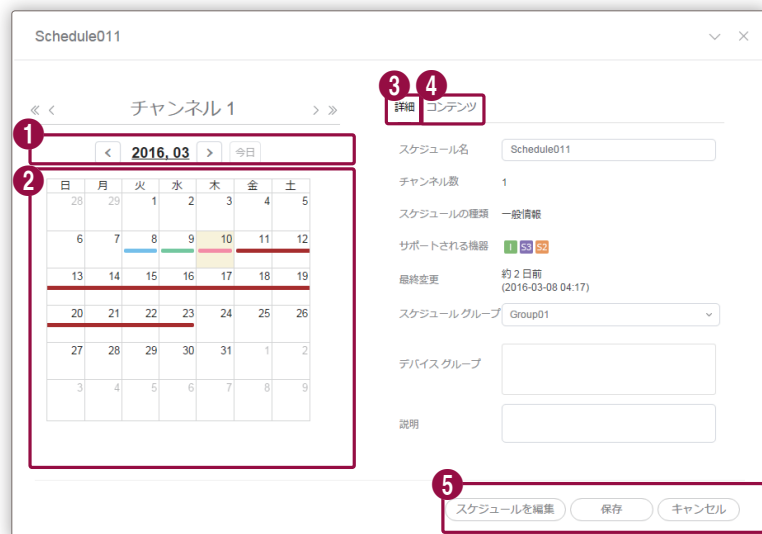 Schedule011
« < チャンネル 1 > »
1
< 2016, 03 > 今日
2
日 月 火 水 木 金 土
28 29 1 2 3 4 5
6 7 8 9 10 11 12
13 14 15 16 17 18 19
20 21 22 23 24 25 26
27 28 29 30 31 1 2
3 4 5 6 7 8 9
3 4
詳細 コンテンツ
スケジュール名 Schedule011
チャンネル数 1
スケジュールの種類 一般情報
サポートされる機器 I S3 S2
最終変更 約 2 日前
(2016-03-08 04:17)
スケジュール グループ Group01
デバイス グループ
説明
5
スケジュールを編集 保存 キャンセル